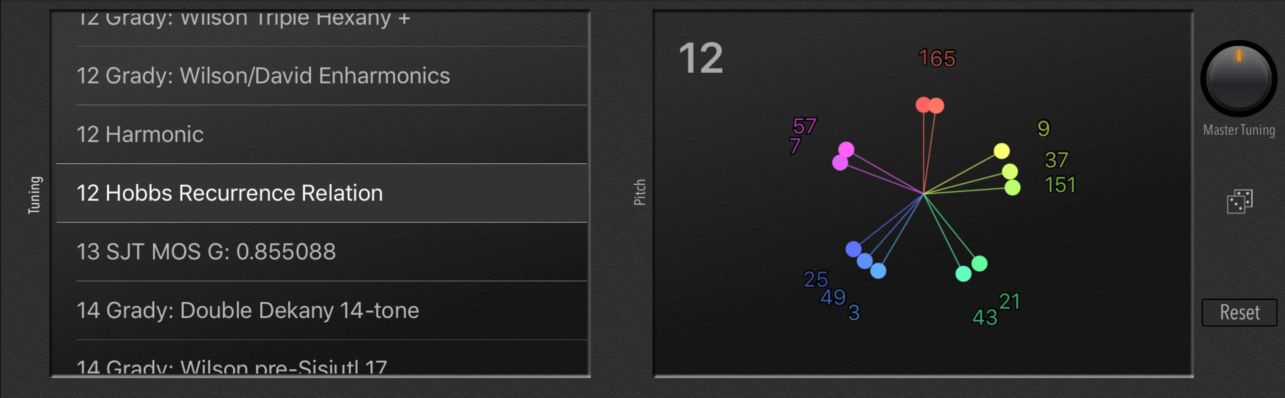 12 Grady: Wilson Triple Hexany +
12 Grady: Wilson/David Enharmonics
12 Harmonic
12 Hobbs Recurrence Relation
13 SJT MOS G: 0.855088
14 Grady: Double Dekany 14-tone
14 Grady: Wilson pre-Sisiutl 17
Tuning
Pitch
12
165
9
37
151
21
43
3
49
25
7
57
Master Tuning
Reset